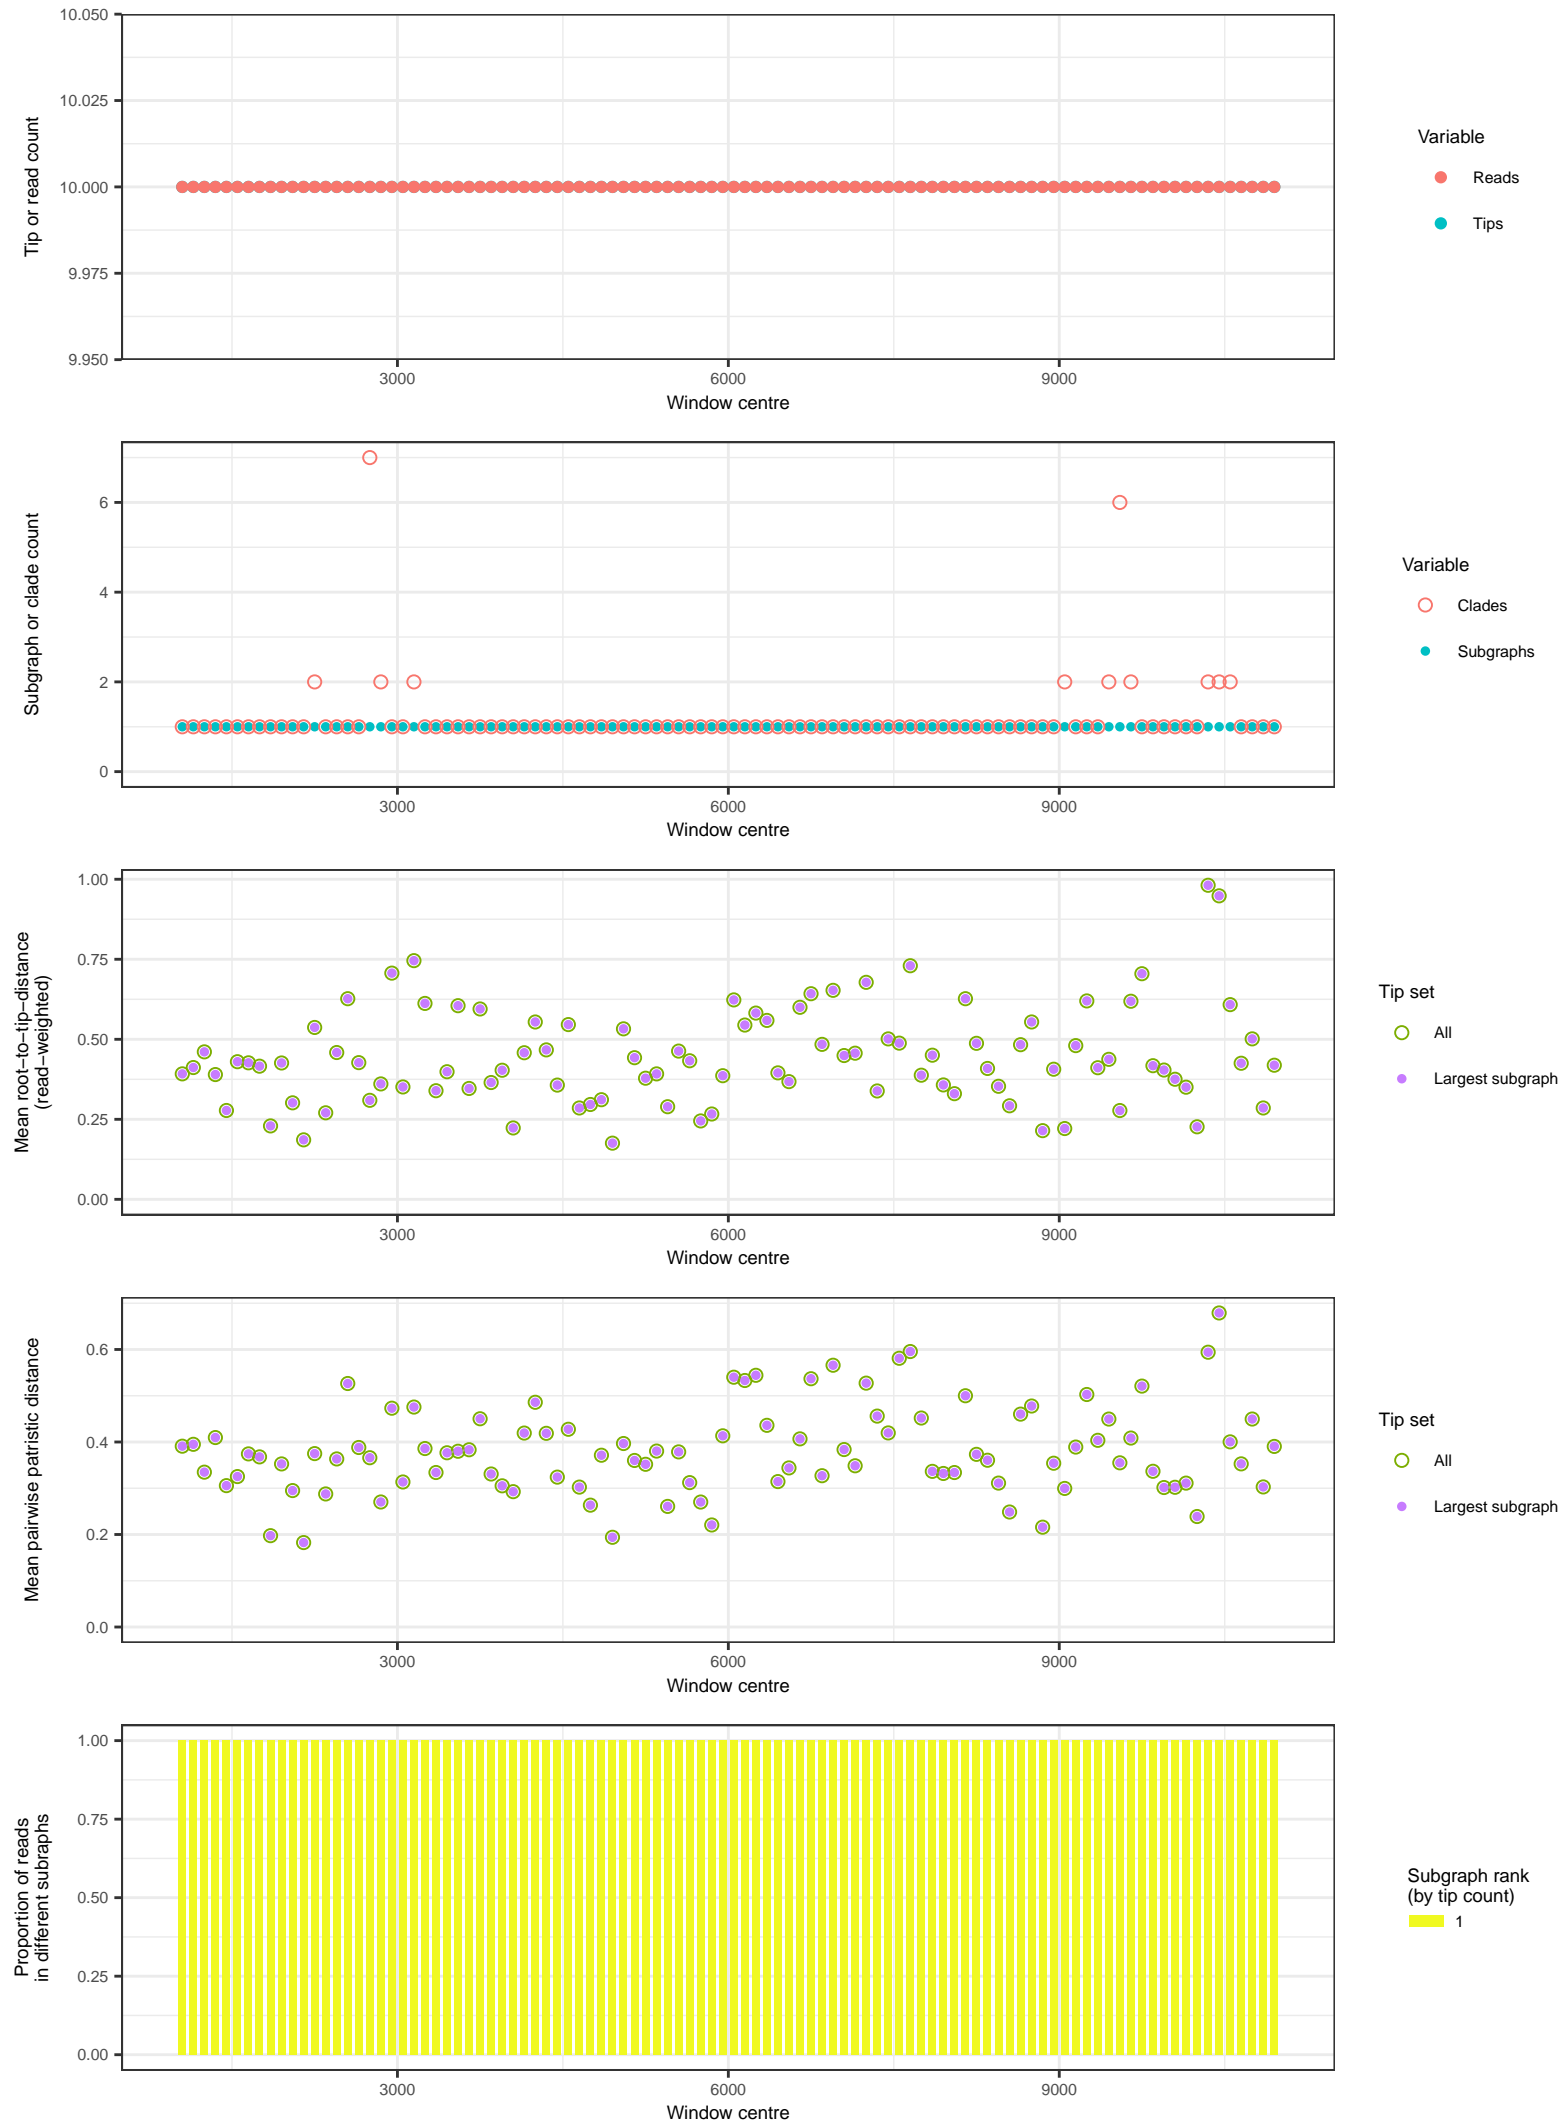 10.050
10.025
10.000
9.975
9.950
Tip or read count
3000
6000
9000
Window centre
Variable
Reads
Tips
6
4
2
0
Subgraph or clade count
3000
6000
9000
Window centre
Variable
Clades
Subgraphs
1.00
0.75
0.50
0.25
0.00
Mean root−to−tip−distance
(read−weighted)
3000
6000
9000
Window centre
Tip set
All
Largest subgraph
0.6
0.4
0.2
0.0
Mean pairwise patristic distance
3000
6000
9000
Window centre
Tip set
All
Largest subgraph
1.00
0.75
0.50
0.25
0.00
Proportion of reads
in different subraphs
3000
6000
9000
Window centre
Subgraph rank
(by tip count)
1